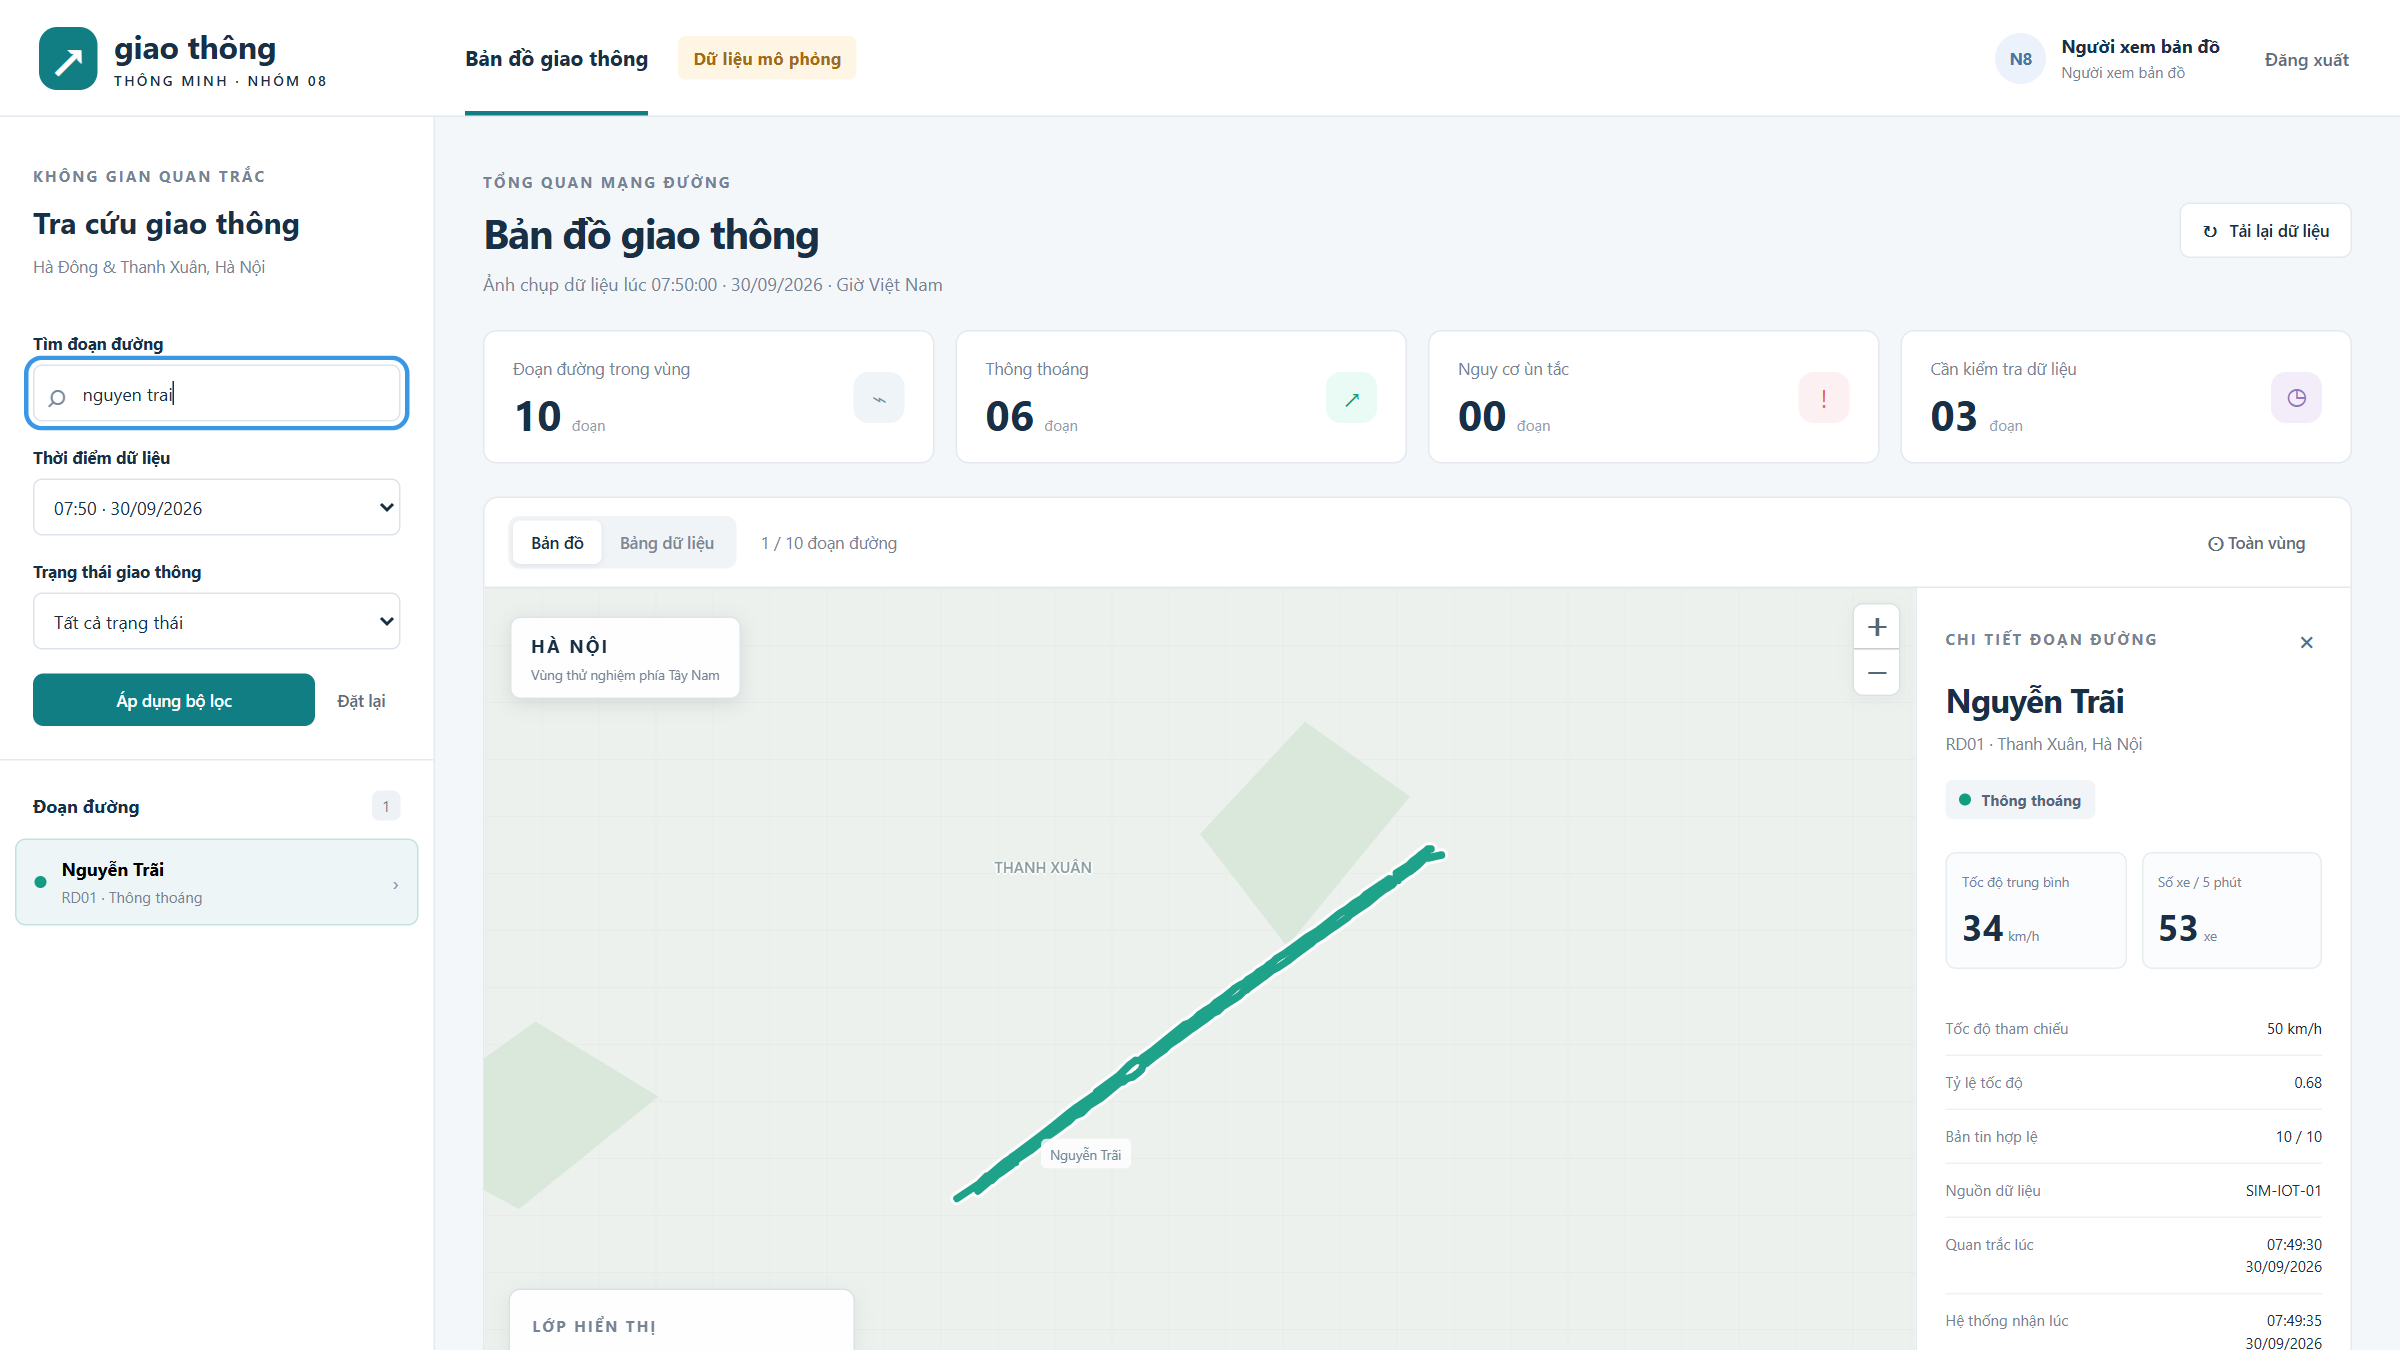 giao thông
THÔNG MINH · NHÓM 08
Bản đồ giao thông
Dữ liệu mô phỏng
N8
Người xem bản đồ
Người xem bản đồ
Đăng xuất
KHÔNG GIAN QUAN TRẮC
Tra cứu giao thông
Hà Đông & Thanh Xuân, Hà Nội
Tìm đoạn đường
nguyen trai
Thời điểm dữ liệu
07:50 · 30/09/2026
Trạng thái giao thông
Tất cả trạng thái
Áp dụng bộ lọc
Đặt lại
Đoạn đường
1
Nguyễn Trãi
RD01 · Thông thoáng
TỔNG QUAN MẠNG ĐƯỜNG
Bản đồ giao thông
Ảnh chụp dữ liệu lúc 07:50:00 · 30/09/2026 · Giờ Việt Nam
Tải lại dữ liệu
Đoạn đường trong vùng
10 đoạn
Thông thoáng
06 đoạn
Nguy cơ ùn tắc
00 đoạn
Cần kiểm tra dữ liệu
03 đoạn
Bản đồ
Bảng dữ liệu
1 / 10 đoạn đường
Toàn vùng
HÀ NỘI
Vùng thử nghiệm phía Tây Nam
THANH XUÂN
Nguyễn Trãi
LỚP HIỂN THỊ
CHI TIẾT ĐOẠN ĐƯỜNG
Nguyễn Trãi
RD01 · Thanh Xuân, Hà Nội
Thông thoáng
Tốc độ trung bình
34 km/h
Số xe / 5 phút
53 xe
Tốc độ tham chiếu
50 km/h
Tỷ lệ tốc độ
0.68
Bản tin hợp lệ
10 / 10
Nguồn dữ liệu
SIM-IOT-01
Quan trắc lúc
07:49:30
30/09/2026
Hệ thống nhận lúc
07:49:35
30/09/2026